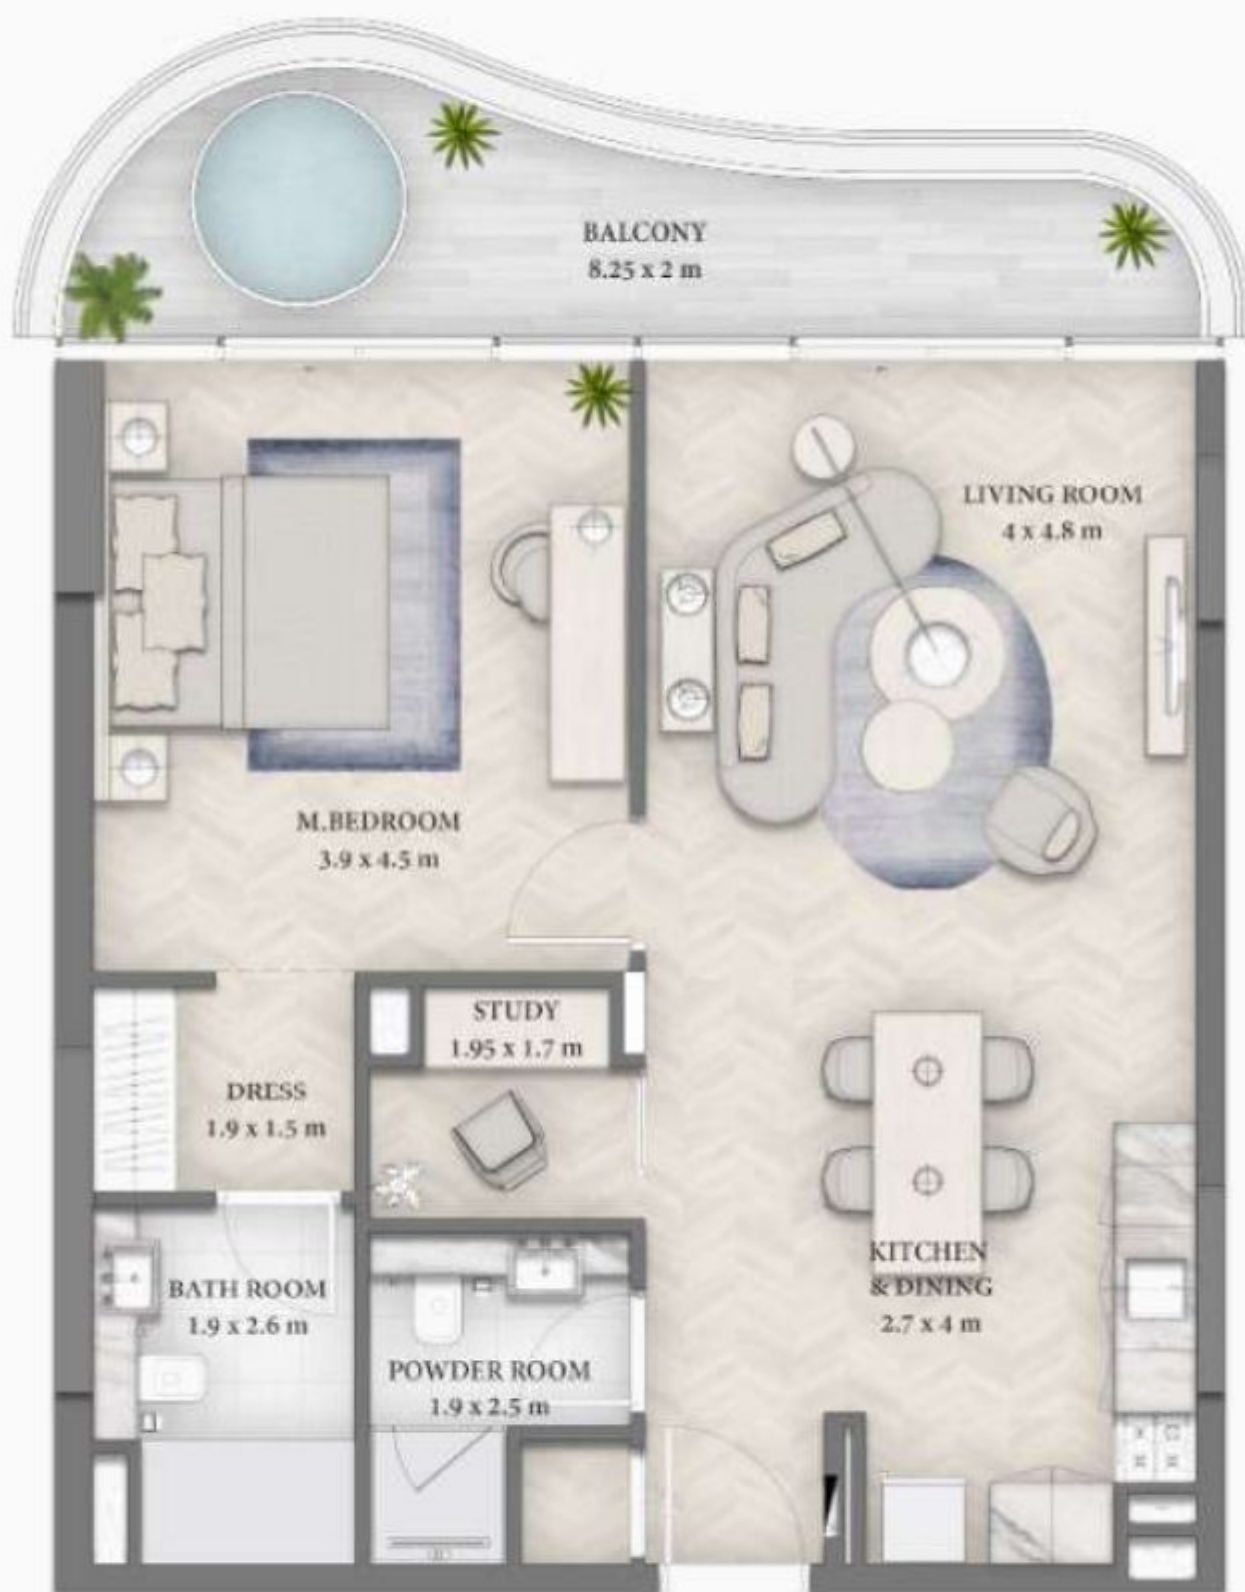 BALCONY
8.25 x 2 m
LIVING ROOM
4 x 4.8 m
M.BEDROOM
3.9 x 4.5 m
STUDY
1.95 x 1.7 m
DRESS
1.9 x 1.5 m
KITCHEN
& DINING
2.7 x 4 m
BATH ROOM
1.9 x 2.6 m
POWDER ROOM
1.9 x 2.5 m